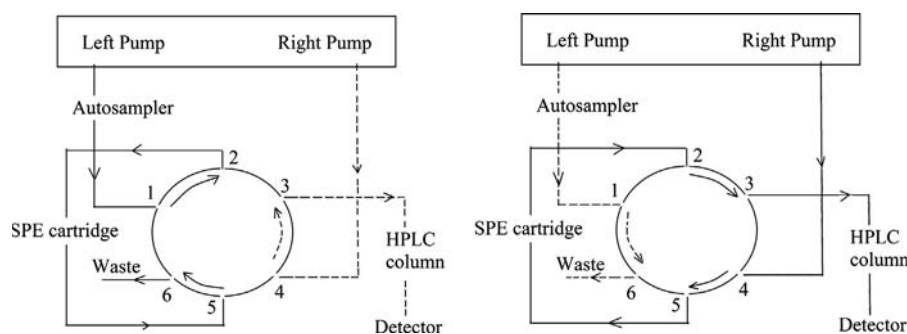 Left Pump
Right Pump
Autosampler
2
1
3
SPE cartridge
HPLC
column
Waste
6
4
5
Detector
Left Pump
Right Pump
Autosampler
2
1
3
SPE cartridge
HPLC
column
Waste
6
4
5
Detector